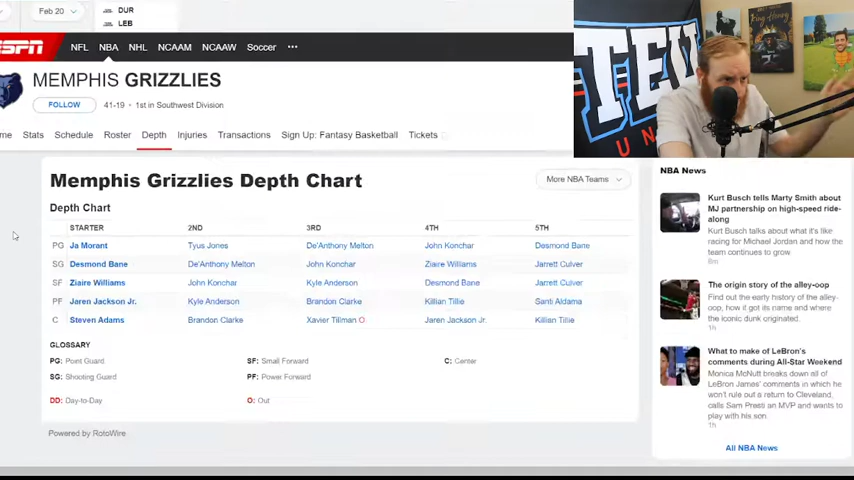 Feb 20
DUR
LEB
ESPN
NFL NBA NHL NCAAM NCAAW Soccer •••
MEMPHIS GRIZZLIES
FOLLOW 41-19 • 1st in Southwest Division
me Stats Schedule Roster Depth Injuries Transactions Sign Up: Fantasy Basketball Tickets
Memphis Grizzlies Depth Chart
More NBA Teams
Depth Chart
STARTER 2ND 3RD 4TH 5TH
PG Ja Morant Tyus Jones De'Anthony Melton John Konchar Desmond Bane
SG Desmond Bane De'Anthony Melton John Konchar Ziaire Williams Jarrett Culver
SF Ziaire Williams John Konchar Kyle Anderson Desmond Bane Jarrett Culver
PF Jaren Jackson Jr. Kyle Anderson Brandon Clarke Killian Tillie Santi Aldama
C Steven Adams Brandon Clarke Xavier Tillman O Jaren Jackson Jr. Killian Tillie
GLOSSARY
PG: Point Guard SF: Small Forward C: Center
SG: Shooting Guard PF: Power Forward
DD: Day-to-Day O: Out
Powered by RotoWire
NBA News
Kurt Busch tells Marty Smith about
MJ partnership on high-speed ride-
along
Kurt Busch talks about what it's like
racing for Michael Jordan and how the
team continues to grow
8m
The origin story of the alley-oop
Find out the early history of the alley-
oop, how it got its name and where
the iconic dunk originated.
1h
What to make of LeBron's
comments during All-Star Weekend
Monica McNutt breaks down all of
LeBron James' comments in which he
won't rule out a return to Cleveland,
calls Sam Presti an MVP and wants to
play with his son.
1h
All NBA News
King Henry